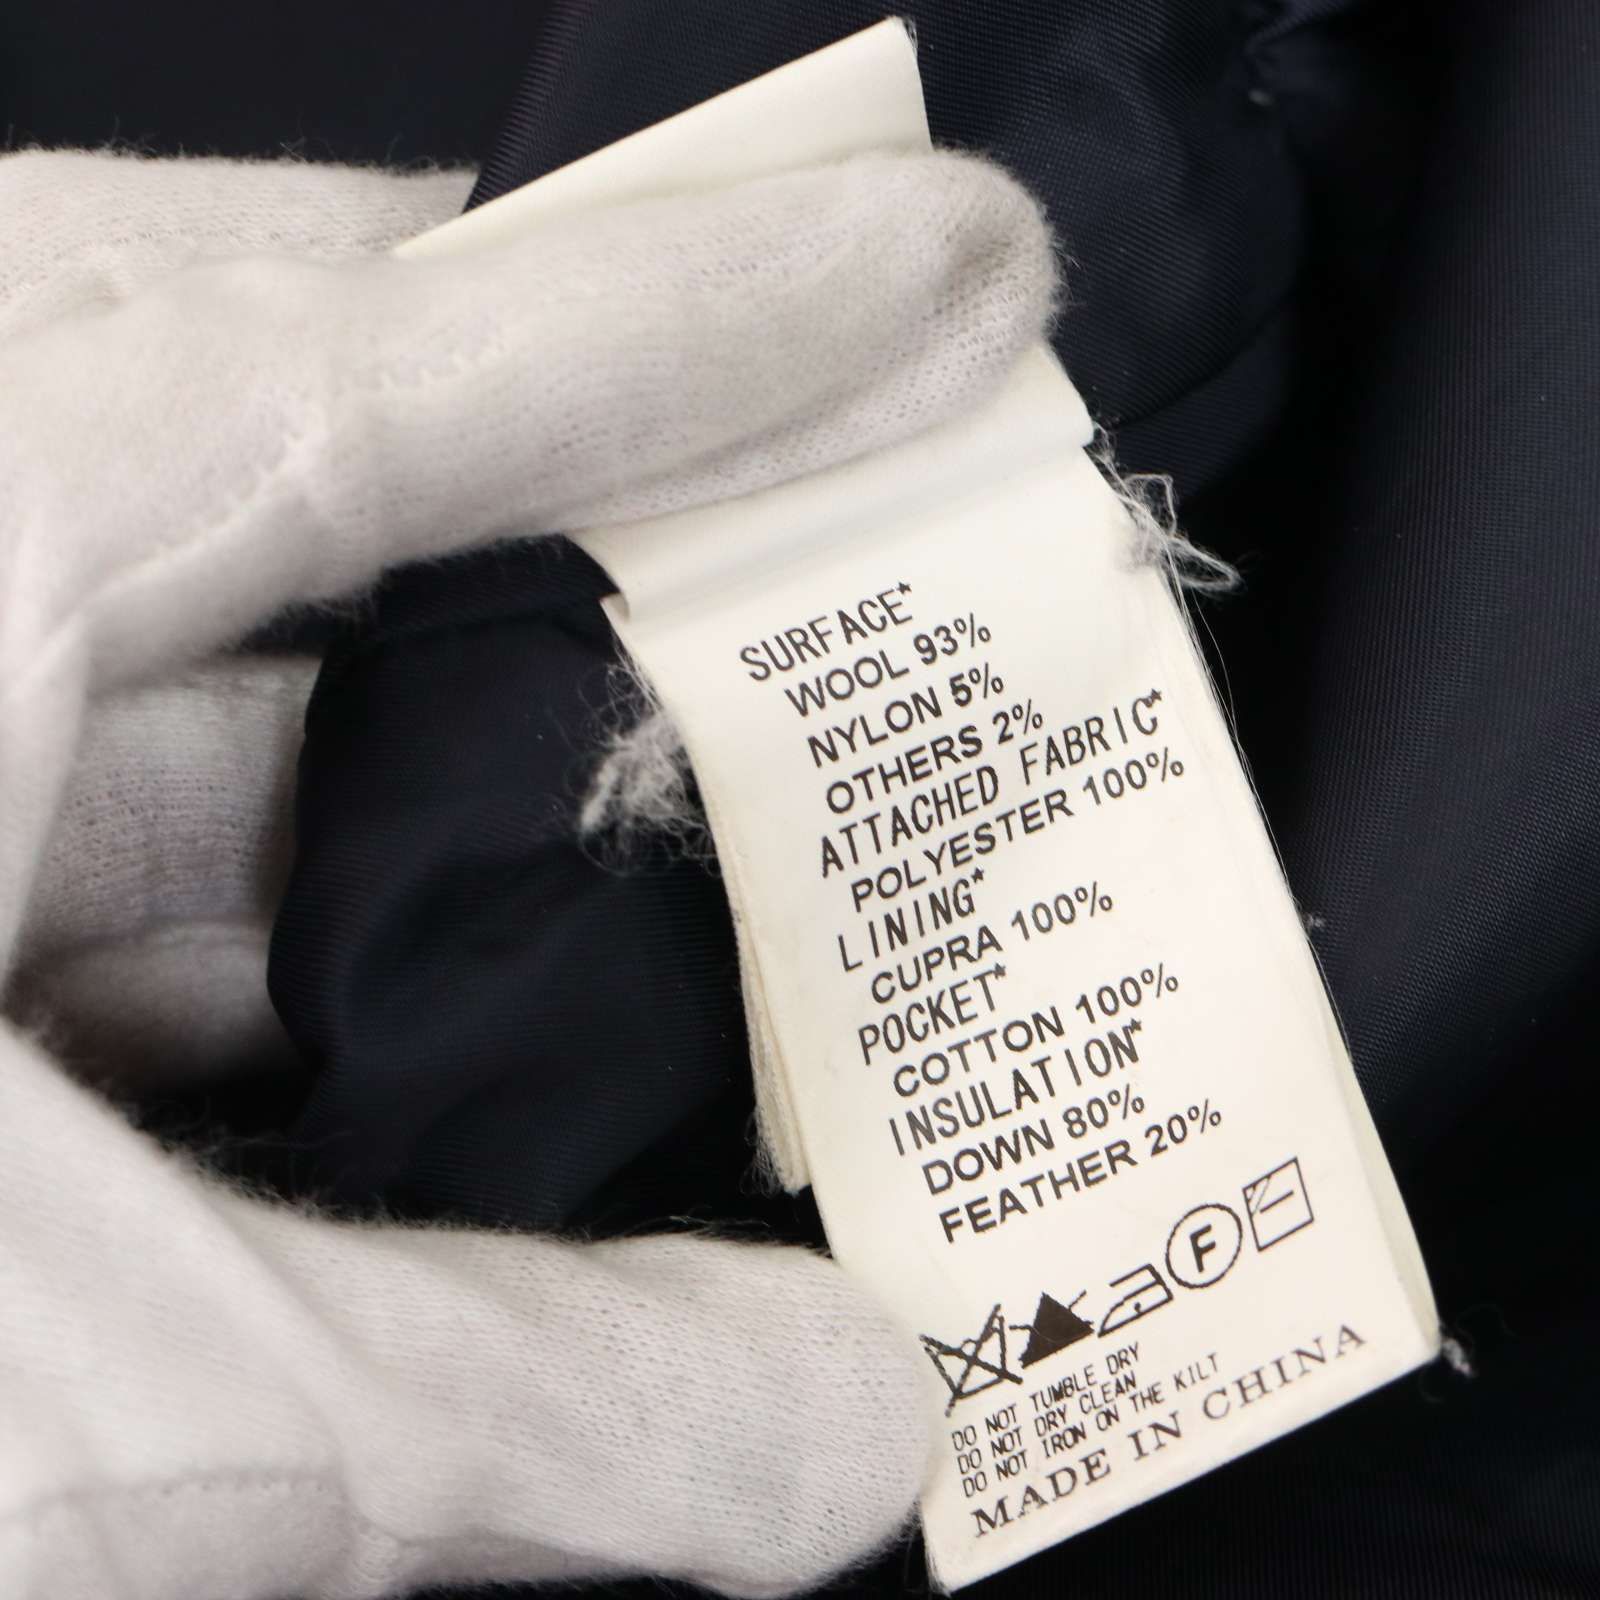 SURFACE*
WOOL 93%
NYLON 5%
OTHERS 2%
ATTACHED FABRIC*
POLYESTER 100%
LINING*
CUPRA 100%
POCKET*
COTTON 100%
INSULATION*
DOWN 80%
FEATHER 20%
F
DO NOT TUMBLE DRY
DO NOT DRY CLEAN
DO NOT IRON ON THE KILT
MADE IN CHINA